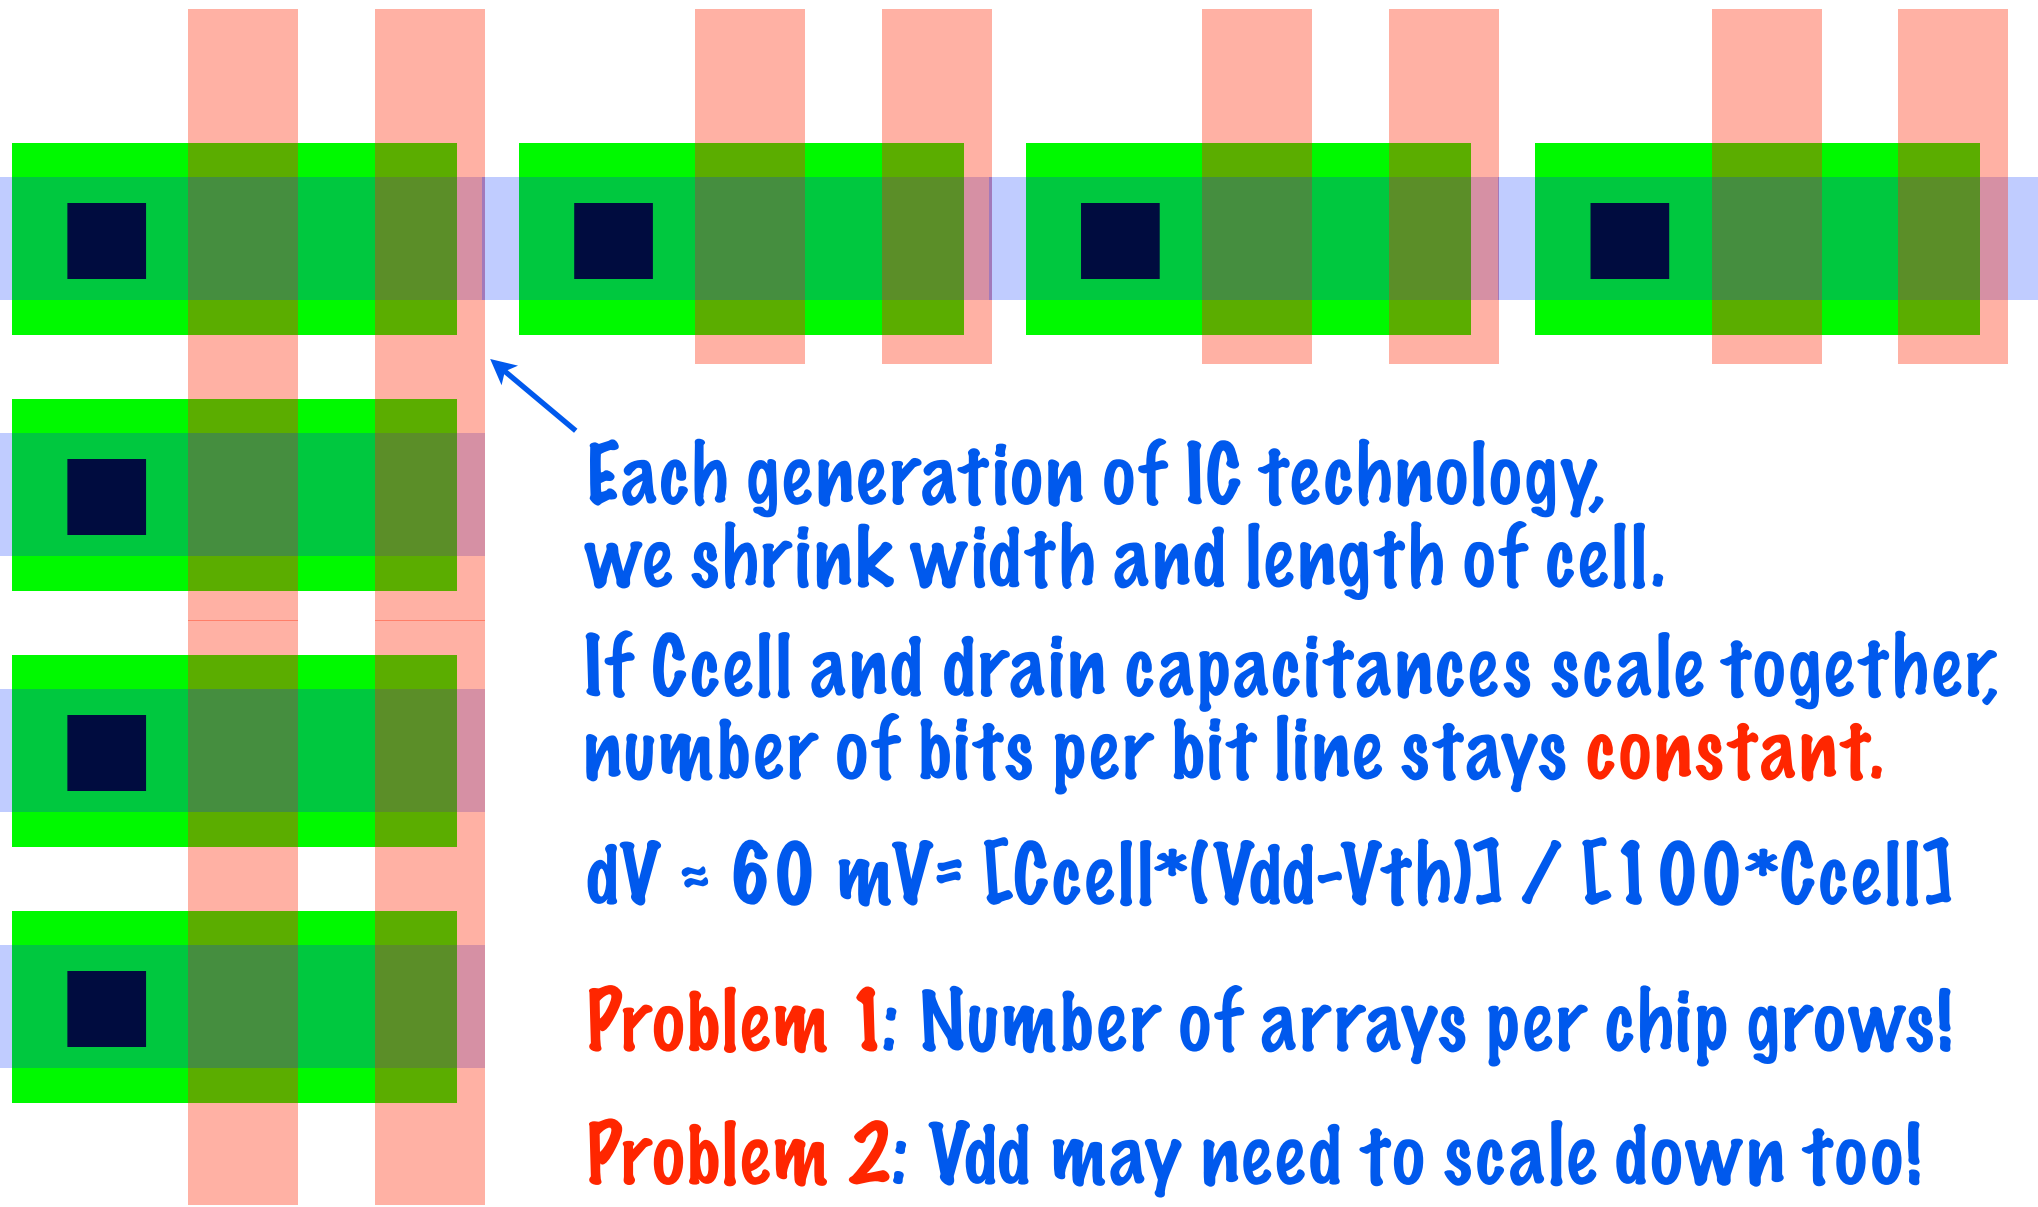 Each generation of IC technology,
we shrink width and length of cell.
If Ccell and drain capacitances scale together,
number of bits per bit line stays constant.
dV ≈ 60 mV= [Ccell*(Vdd-Vth)] / [100*Ccell]
Problem 1: Number of arrays per chip grows!
Problem 2: Vdd may need to scale down too!